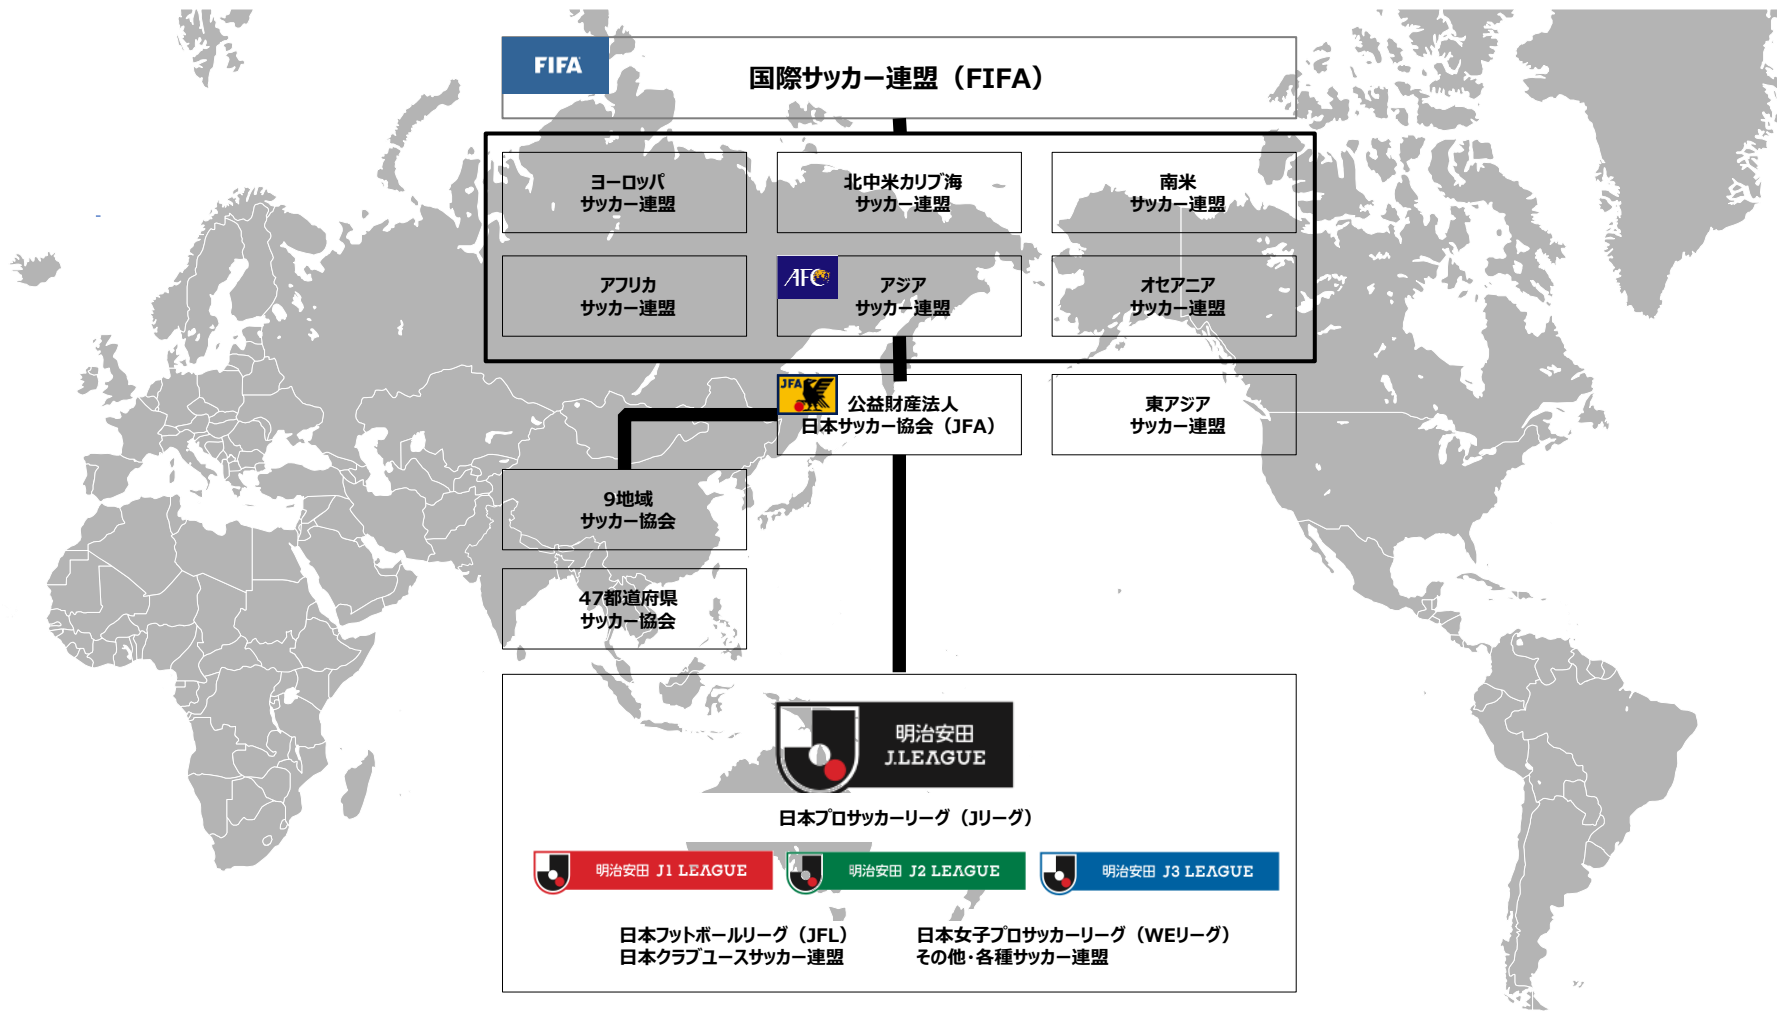 FIFA
国際サッカー連盟（FIFA）
ヨーロッパ
サッカー連盟
北中米カリブ海
サッカー連盟
南米
サッカー連盟
アフリカ
サッカー連盟
AFC
アジア
サッカー連盟
オセアニア
サッカー連盟
JFA
公益財産法人
日本サッカー協会（JFA）
東アジア
サッカー連盟
9地域
サッカー協会
47都道府県
サッカー協会
明治安田
J.LEAGUE
日本プロサッカーリーグ（Jリーグ）
明治安田 J1 LEAGUE
明治安田 J2 LEAGUE
明治安田 J3 LEAGUE
日本フットボールリーグ（JFL）
日本クラブユースサッカー連盟
日本女子プロサッカーリーグ（WEリーグ）
その他・各種サッカー連盟